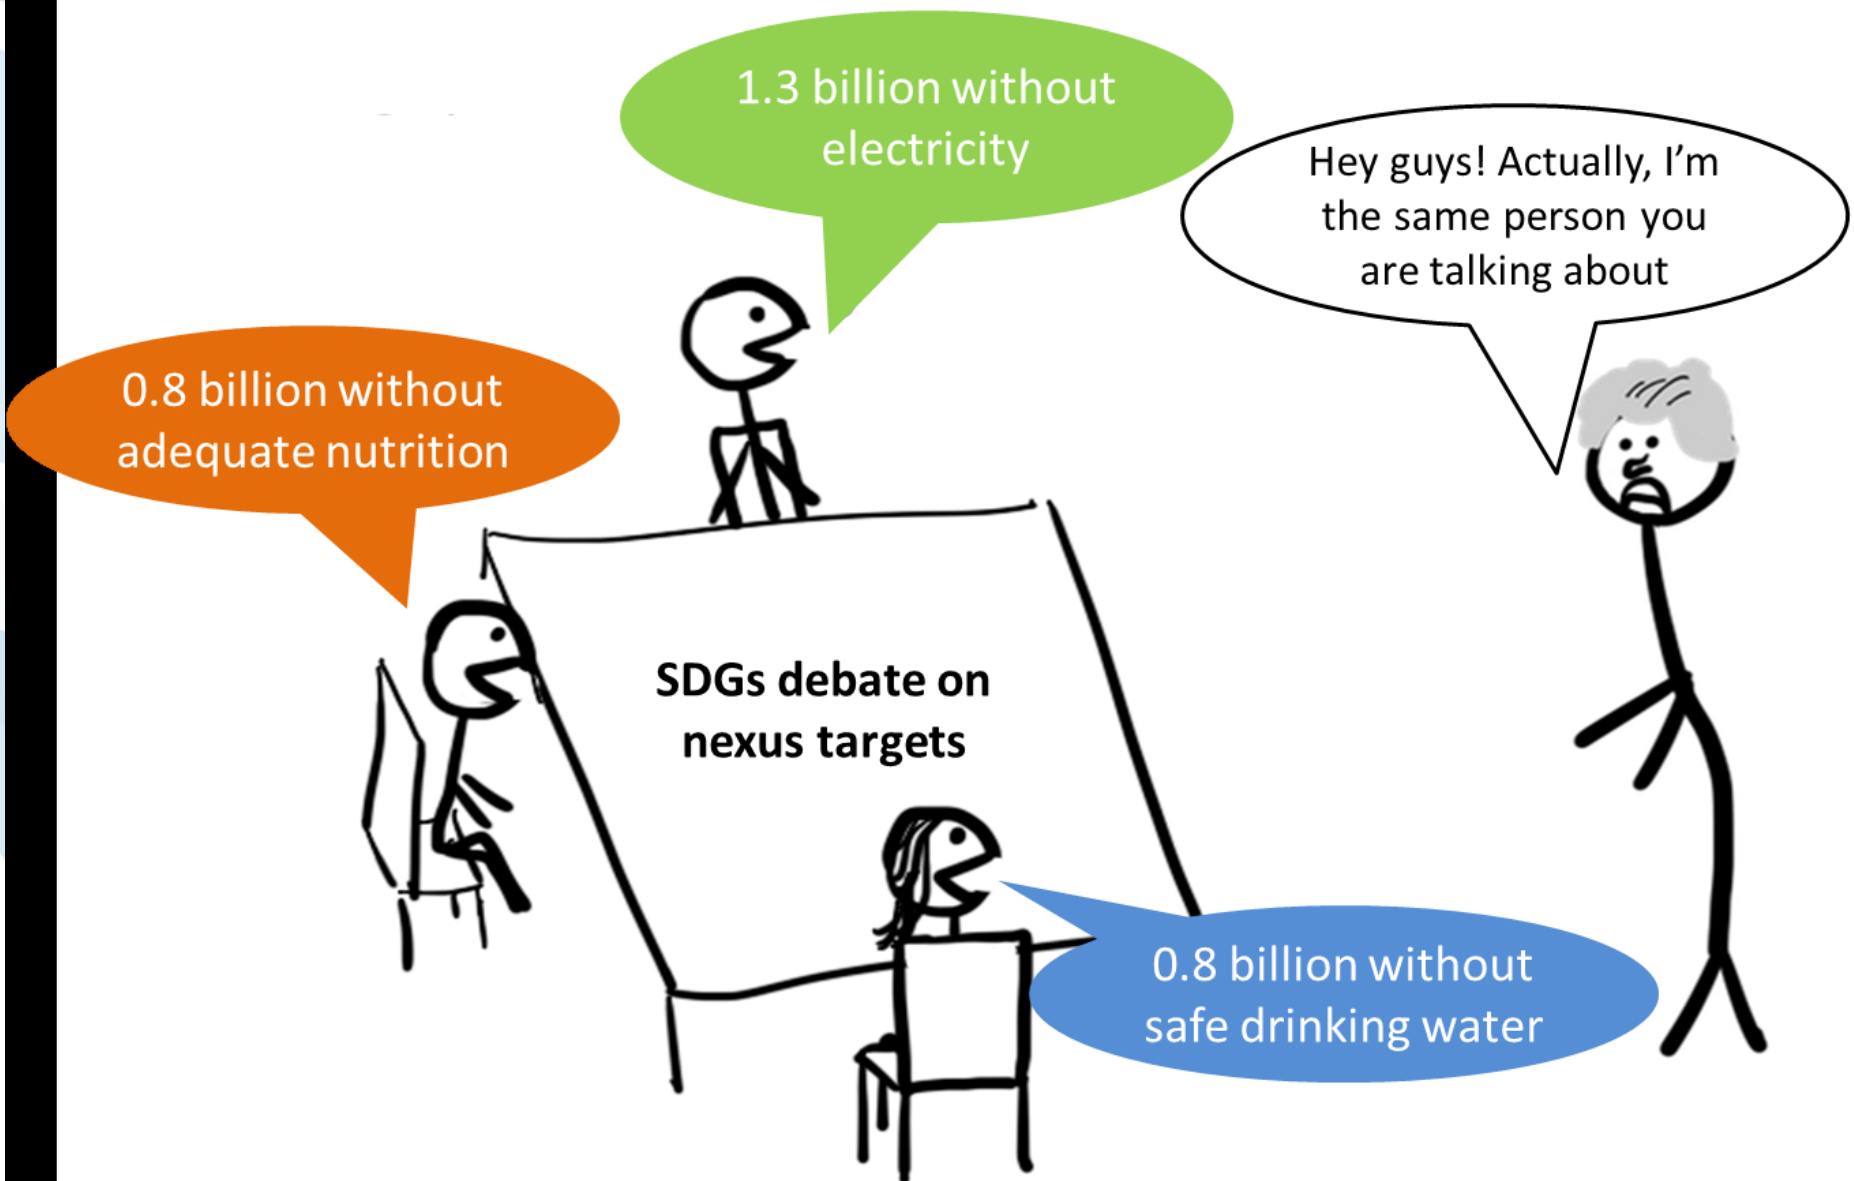 1.3 billion without
electricity
Hey guys! Actually, I'm
the same person you
are talking about
0.8 billion without
adequate nutrition
SDGs debate on
nexus targets
0.8 billion without
safe drinking water